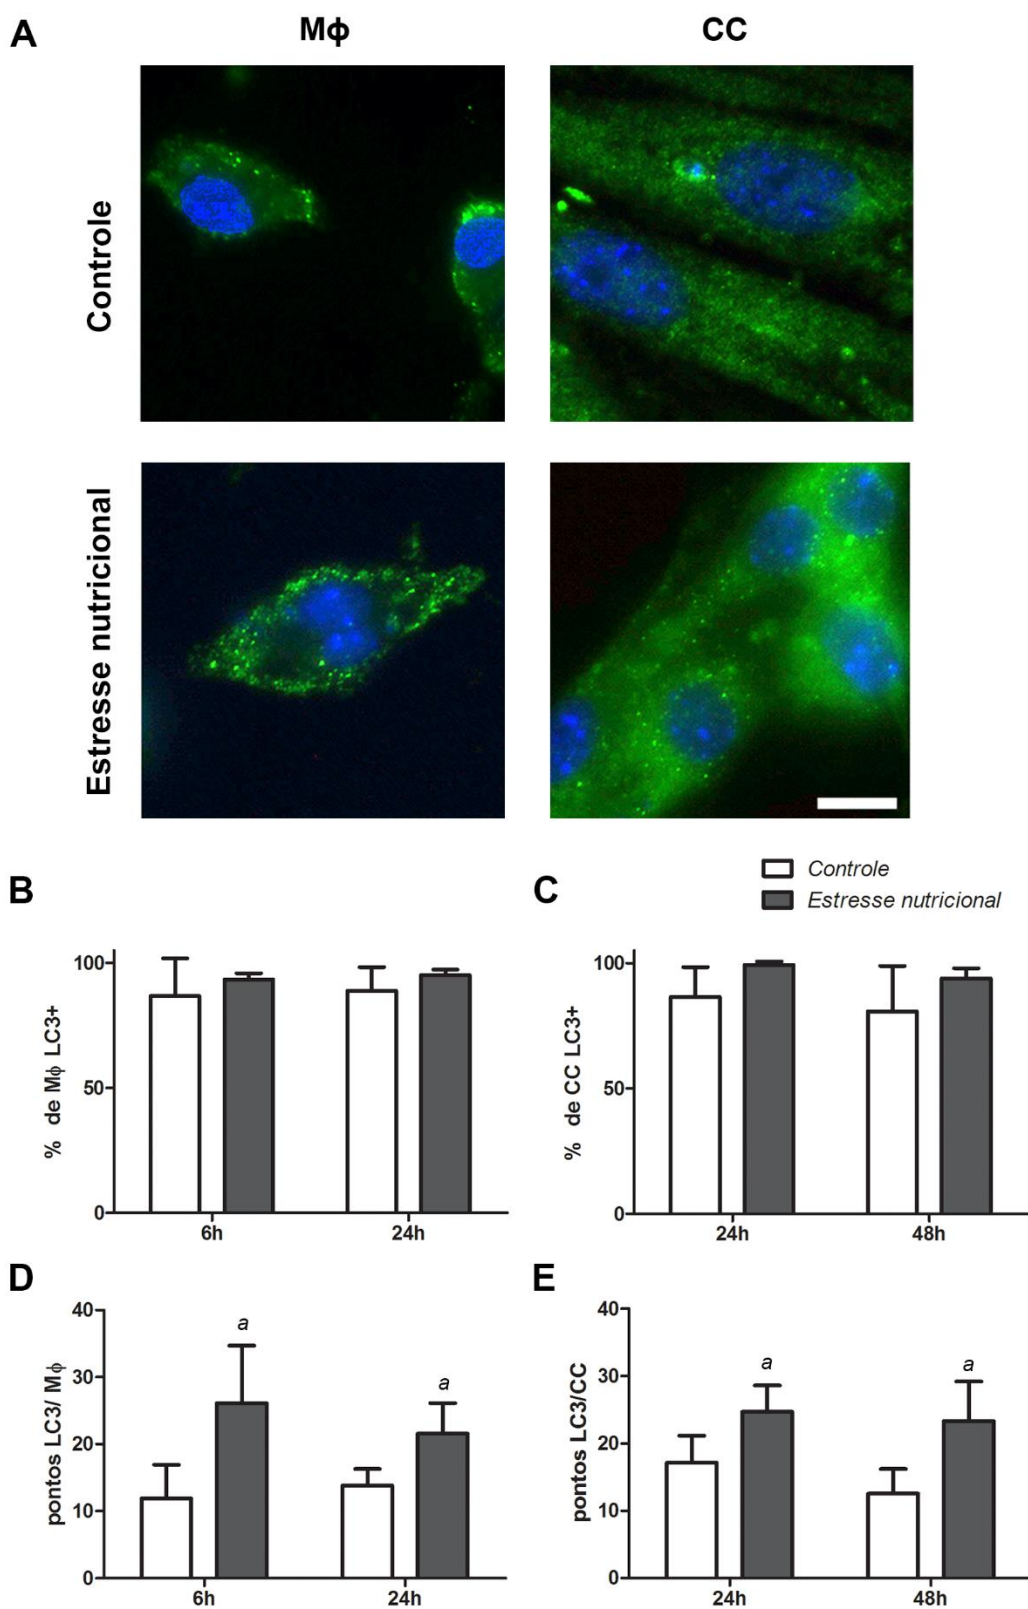 A
Mϕ
CC
Controle
Estresse nutricional
Controle
Estresse nutricional
B
100
50
0
% de Mϕ LC3+
6h
24h
C
100
50
0
% de CC LC3+
24h
48h
D
40
30
20
10
0
pontos LC3/ Mϕ
a
a
6h
24h
E
40
30
20
10
0
pontos LC3/CC
a
a
24h
48h